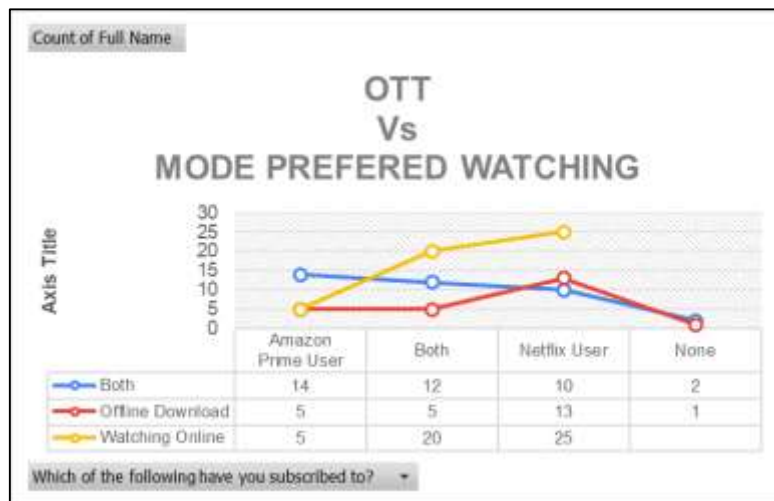 Count of Full Name
OTT
Vs
MODE PREFERED WATCHING
Axis Title
30
25
20
15
10
5
0
Amazon Prime User Both Netflix User None
Both 14 12 10 2
Offline Download 5 5 13 1
Watching Online 5 20 25
Which of the following have you subscribed to?